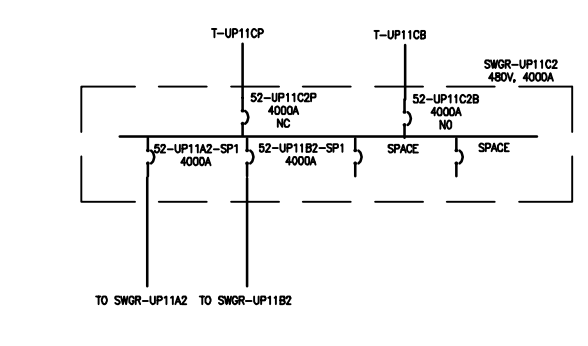 T-UP11CP
T-UP11CB
SWGR-UP11C2
480V, 4000A
52-UP11C2P
4000A
NC
52-UP11C2B
4000A
NO
52-UP11A2-SP1
4000A
52-UP11B2-SP1
4000A
SPACE
SPACE
TO SWGR-UP11A2
TO SWGR-UP11B2